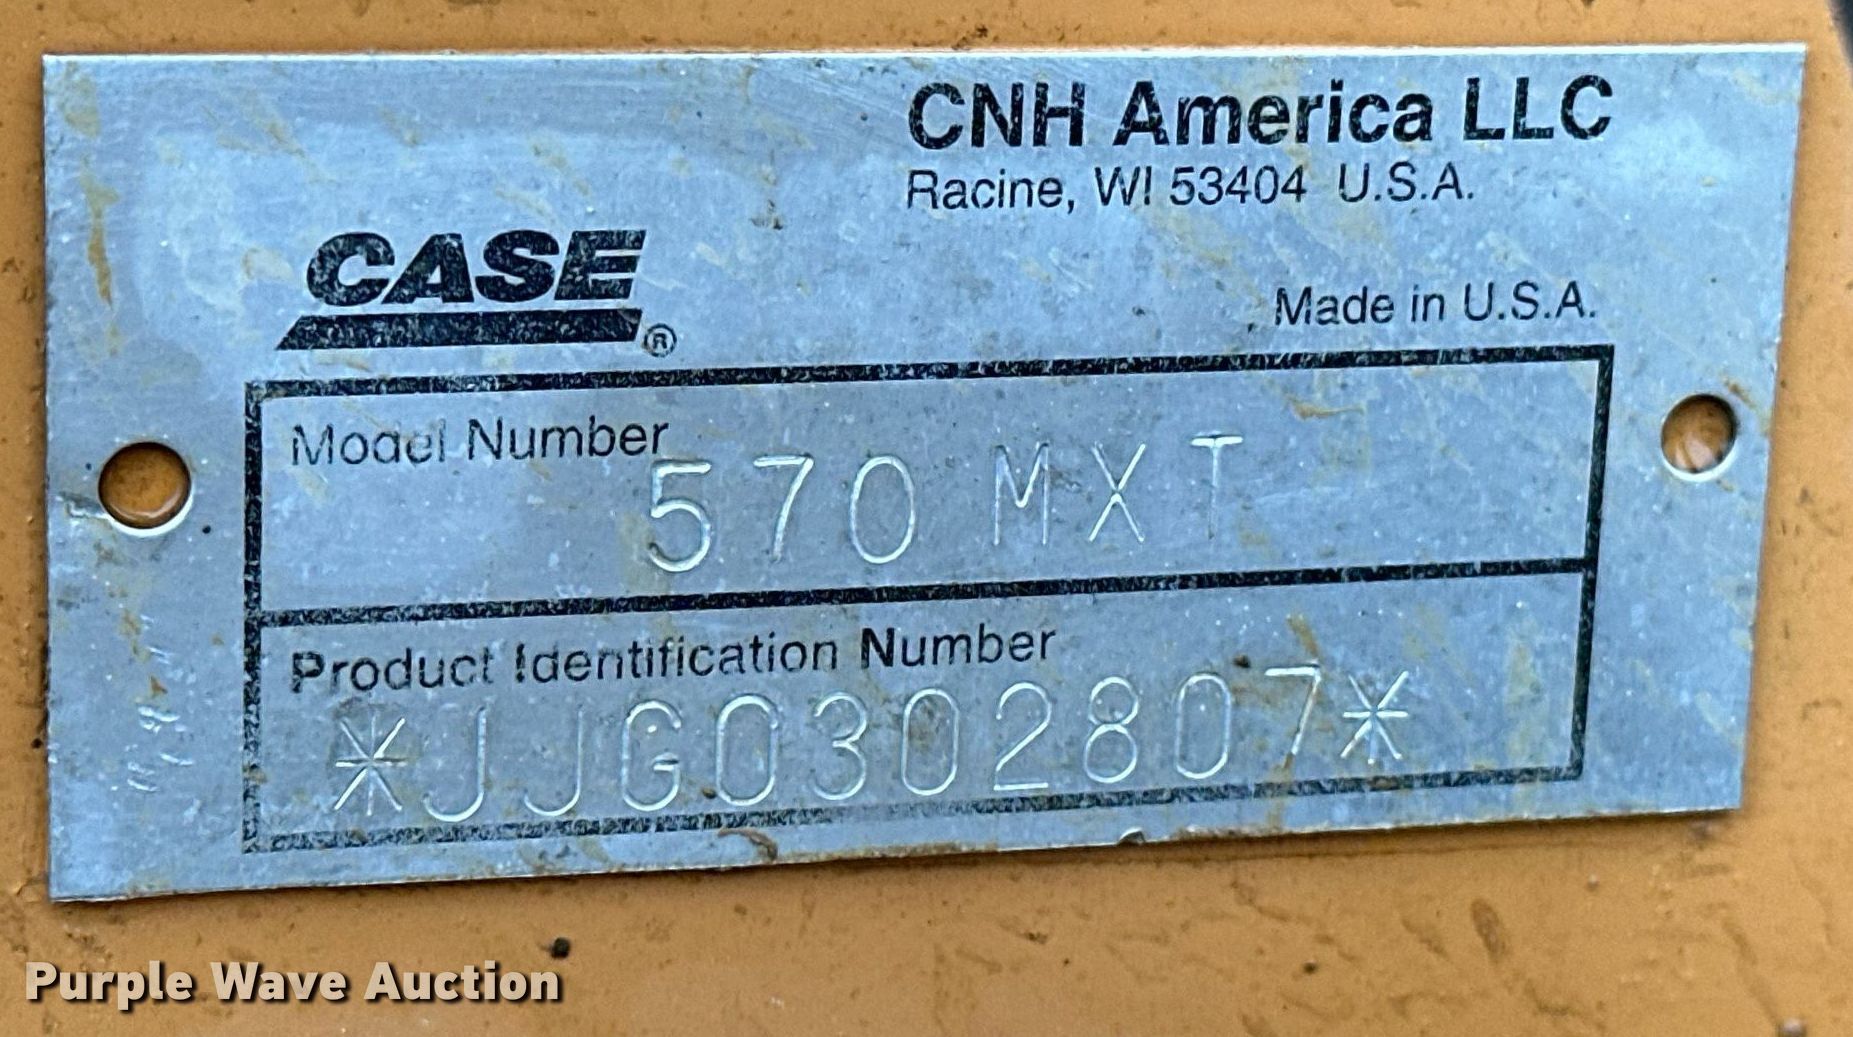 CNH America LLC
Racine, WI 53404 U.S.A.
CASE®
Made in U.S.A.
Model Number
570 MXT
Product Identification Number
*JJG0302807*
Purple Wave Auction